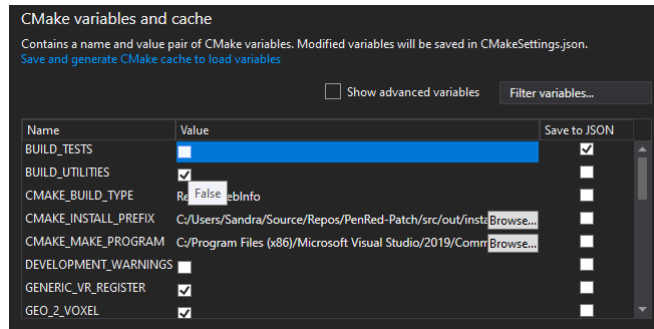 CMake variables and cache
Contains a name and value pair of CMake variables. Modified variables will be saved in CMakeSettings.json.
Save and generate CMake cache to load variables
Show advanced variables
Filter variables...
Name Value Save to JSON
BUILD_TESTS
BUILD_UTILITIES
False
CMAKE_BUILD_TYPE Re ebInfo
CMAKE_INSTALL_PREFIX C:/Users/Sandra/Source/Repos/PenRed-Patch/src/out/insta Browse...
CMAKE_MAKE_PROGRAM C:/Program Files (x86)/Microsoft Visual Studio/2019/Comm Browse...
DEVELOPMENT_WARNINGS
GENERIC_VR_REGISTER
GEO_2_VOXEL